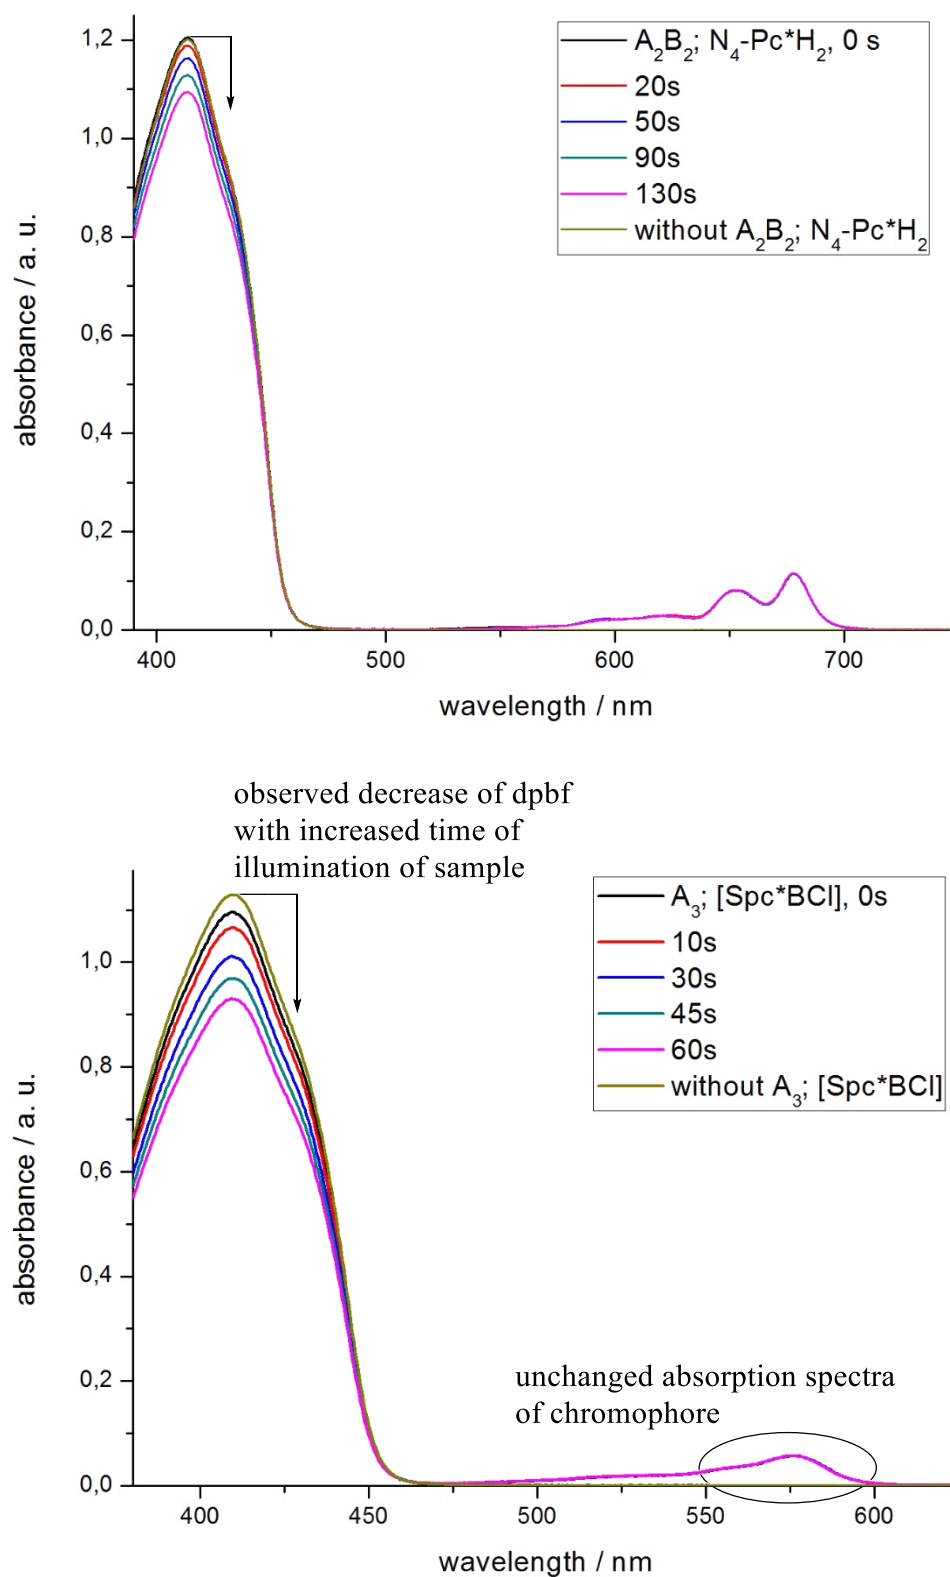 A₂B₂; N₄-Pc*H₂, 0 s
20s
50s
90s
130s
without A₂B₂; N₄-Pc*H₂
1,2
1,0
0,8
0,6
0,4
0,2
0,0
absorbance / a. u.
400 500 600 700
wavelength / nm
observed decrease of dpbf
with increased time of
illumination of sample
A₃; [Spc*BCl], 0s
10s
30s
45s
60s
without A₃; [Spc*BCl]
1,0
0,8
0,6
0,4
0,2
0,0
absorbance / a. u.
unchanged absorption spectra
of chromophore
400 450 500 550 600
wavelength / nm